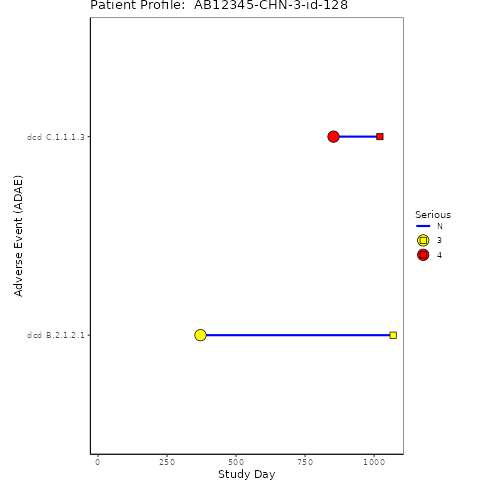 Patient Profile: AB12345-CHN-3-id-128
dcd C.1.1.1.3
dcd B.2.1.2.1
Adverse Event (ADAE)
0 250 500 750 1000
Study Day
Serious
N
3
4